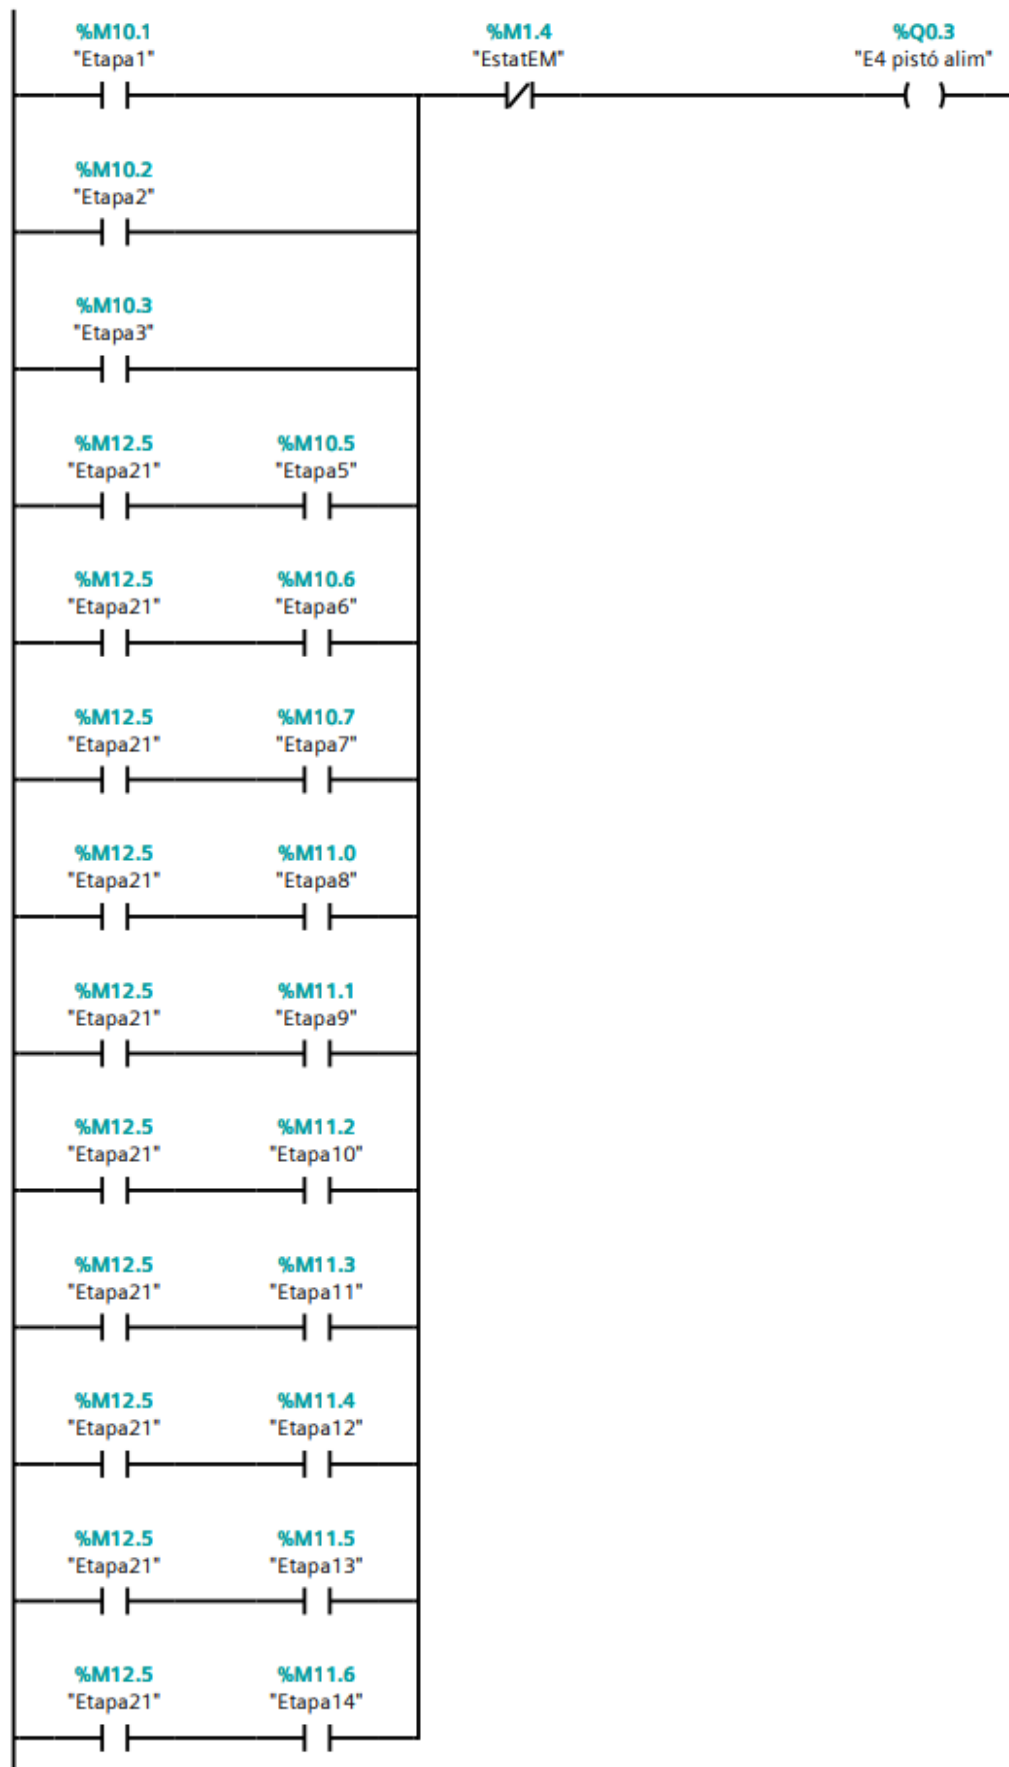 %M10.1 %M1.4 %Q0.3
"Etapa1" "EstatEM" "E4 pistó alim"
%M10.2
"Etapa2"
%M10.3
"Etapa3"
%M12.5 %M10.5
"Etapa21" "Etapa5"
%M12.5 %M10.6
"Etapa21" "Etapa6"
%M12.5 %M10.7
"Etapa21" "Etapa7"
%M12.5 %M11.0
"Etapa21" "Etapa8"
%M12.5 %M11.1
"Etapa21" "Etapa9"
%M12.5 %M11.2
"Etapa21" "Etapa10"
%M12.5 %M11.3
"Etapa21" "Etapa11"
%M12.5 %M11.4
"Etapa21" "Etapa12"
%M12.5 %M11.5
"Etapa21" "Etapa13"
%M12.5 %M11.6
"Etapa21" "Etapa14"